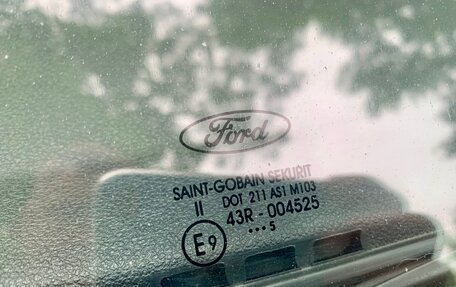 Ford
SAINT-GOBAIN SEKURIT
II DOT 211 AS1 M103
43R - 004525
...5
E9